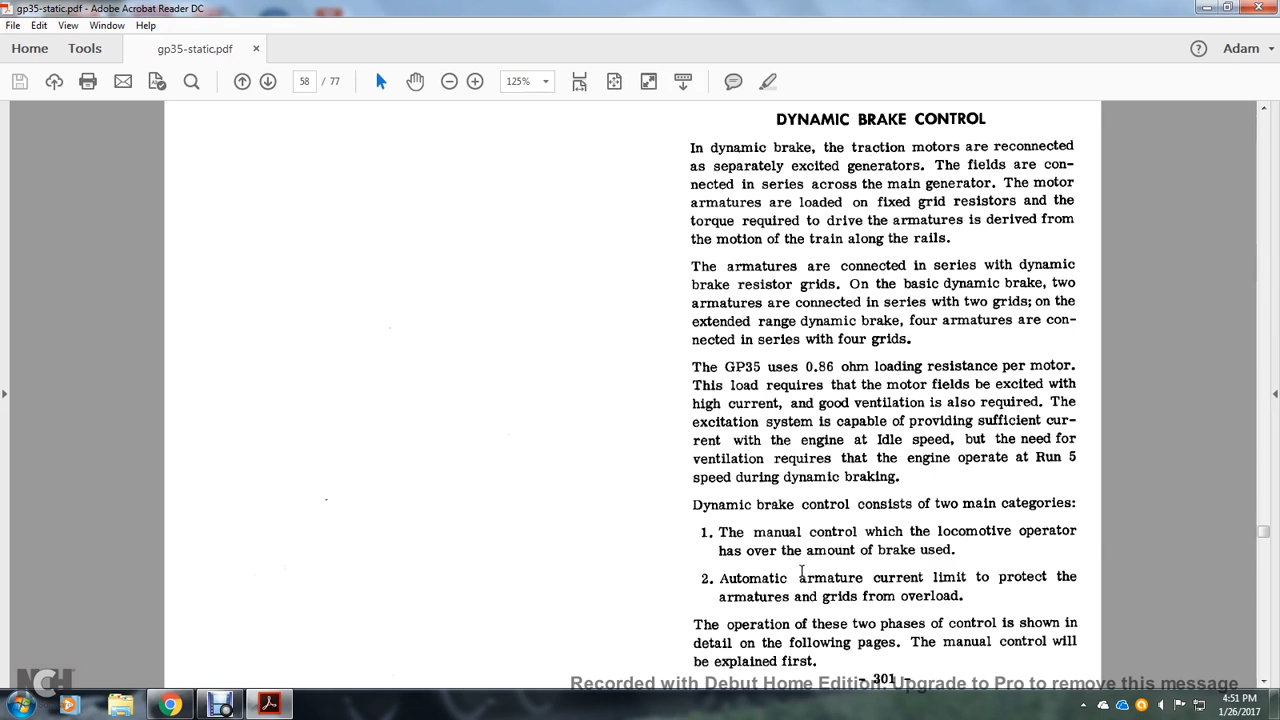 gp35-static.pdf - Adobe Acrobat Reader DC
File Edit View Window Help
Home Tools gp35-static.pdf × ? Adam
58 / 77 125%
DYNAMIC BRAKE CONTROL
In dynamic brake, the traction motors are reconnected
as separately excited generators. The fields are con-
nected in series across the main generator. The motor
armatures are loaded on fixed grid resistors and the
torque required to drive the armatures is derived from
the motion of the train along the rails.
The armatures are connected in series with dynamic
brake resistor grids. On the basic dynamic brake, two
armatures are connected in series with two grids; on the
extended range dynamic brake, four armatures are con-
nected in series with four grids.
The GP35 uses 0.86 ohm loading resistance per motor.
This load requires that the motor fields be excited with
high current, and good ventilation is also required. The
excitation system is capable of providing sufficient cur-
rent with the engine at Idle speed, but the need for
ventilation requires that the engine operate at Run 5
speed during dynamic braking.
Dynamic brake control consists of two main categories:
1. The manual control which the locomotive operator
has over the amount of brake used.
2. Automatic armature current limit to protect the
armatures and grids from overload.
The operation of these two phases of control is shown in
detail on the following pages. The manual control will
be explained first.
- 301 -
NCH
Recorded with Debut Home Edition. Upgrade to Pro to remove this message
4:51 PM
1/26/2017